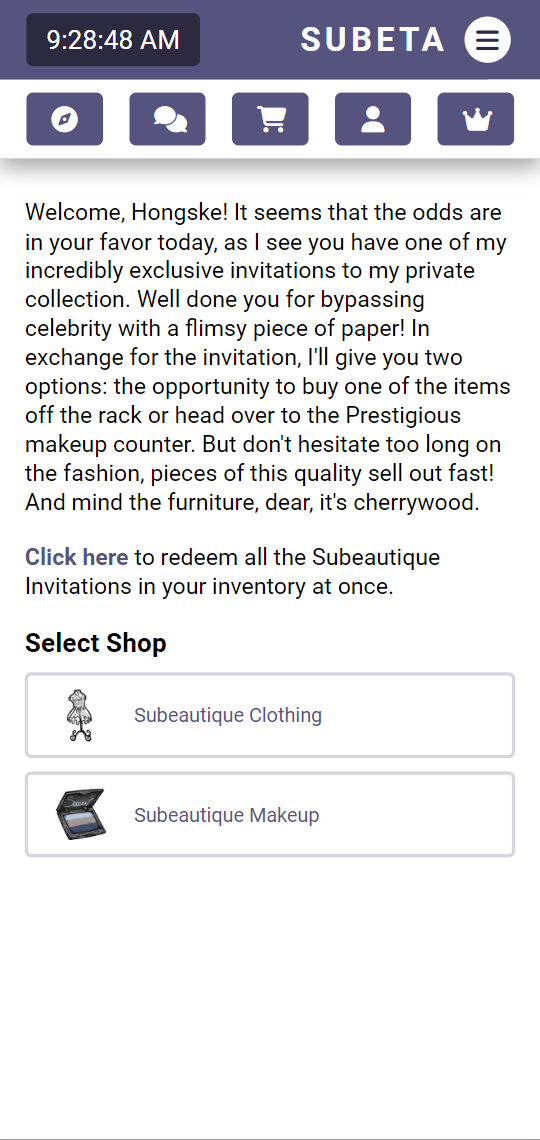 9:28:48 AM
SUBETA
Welcome, Hongske! It seems that the odds are
in your favor today, as I see you have one of my
incredibly exclusive invitations to my private
collection. Well done you for bypassing
celebrity with a flimsy piece of paper! In
exchange for the invitation, I'll give you two
options: the opportunity to buy one of the items
off the rack or head over to the Prestigious
makeup counter. But don't hesitate too long on
the fashion, pieces of this quality sell out fast!
And mind the furniture, dear, it's cherrywood.
Click here to redeem all the Subeautique
Invitations in your inventory at once.
Select Shop
Subeautique Clothing
Subeautique Makeup